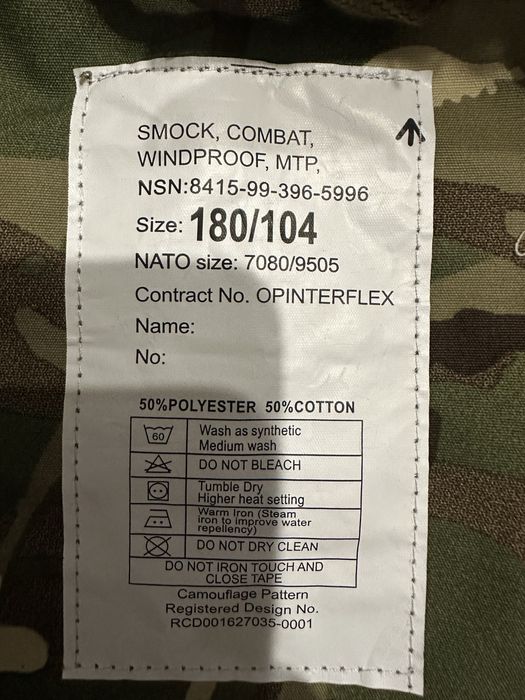 SMOCK, COMBAT,
WINDPROOF, MTP,
NSN:8415-99-396-5996
Size: 180/104
NATO size: 7080/9505
Contract No. OPINTERFLEX
Name:
No:
50%POLYESTER 50%COTTON
60
Wash as synthetic
Medium wash
DO NOT BLEACH
Tumble Dry
Higher heat setting
Warm Iron (Steam
iron to improve water
repellency)
DO NOT DRY CLEAN
DO NOT IRON TOUCH AND
CLOSE TAPE
Camouflage Pattern
Registered Design No.
RCD001627035-0001